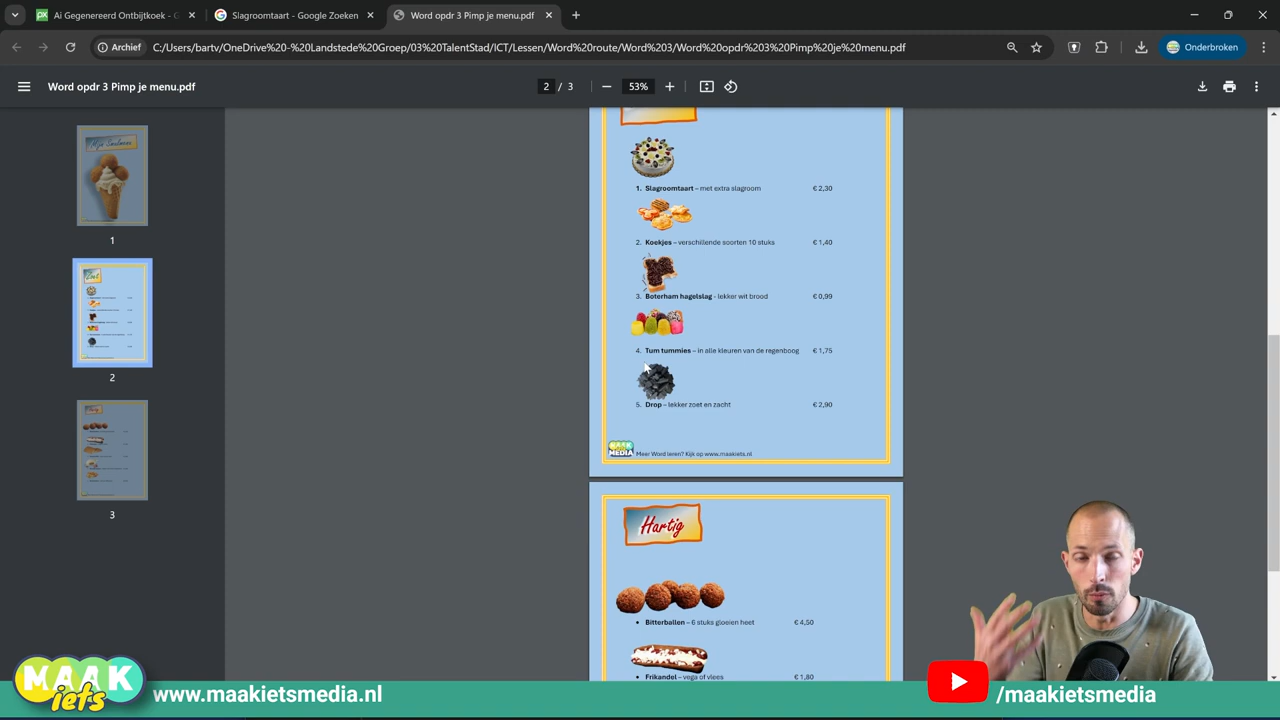 Ai Gegenereerd Ontbijtkoek - G
Slagroomtaart - Google Zoeken
Word opdr 3 Pimp je menu.pdf
Archief
C:/Users/bartv/OneDrive%20-%20Landstede%20Groep/03%20TalentStad/ICT/Lessen/Word%20route/Word%203/Word%20opdr%203%20Pimp%20je%20menu.pdf
Onderbroken
Word opdr 3 Pimp je menu.pdf
2 / 3
53%
1
2
3
1. Slagroomtaart – met extra slagroom € 2,30
2. Koekjes – verschillende soorten 10 stuks € 1,40
3. Boterham hagelslag - lekker wit brood € 0,99
4. Tum tummies – in alle kleuren van de regenboog € 1,75
5. Drop – lekker zoet en zacht € 2,90
MAAK
MEDIA
Meer Word leren? Kijk op www.maakiets.nl
Hartig
• Bitterballen – 6 stuks gloeien heet € 4,50
• Frikandel – vega of vlees € 1,80
MAAK
iets
www.maakietsmedia.nl
/maakietsmedia